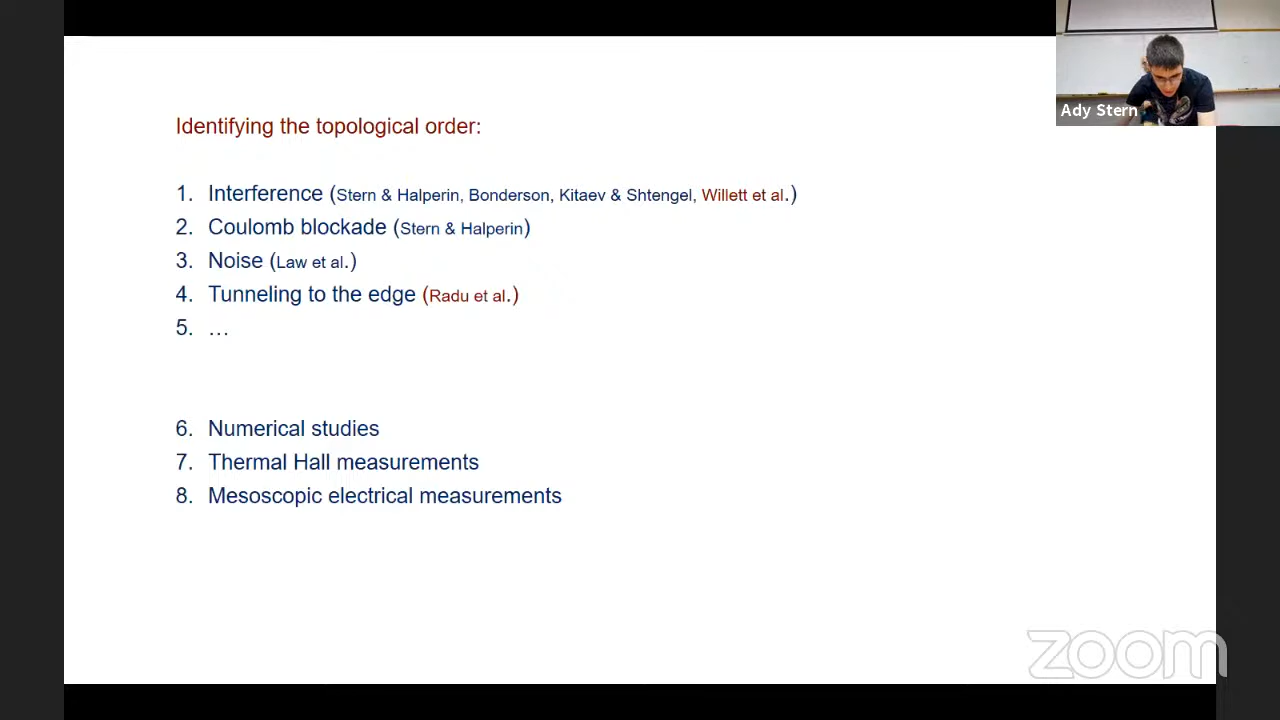 Identifying the topological order:
1. Interference (Stern & Halperin, Bonderson, Kitaev & Shtengel, Willett et al.)
2. Coulomb blockade (Stern & Halperin)
3. Noise (Law et al.)
4. Tunneling to the edge (Radu et al.)
5. …
6. Numerical studies
7. Thermal Hall measurements
8. Mesoscopic electrical measurements
Ady Stern
zoom